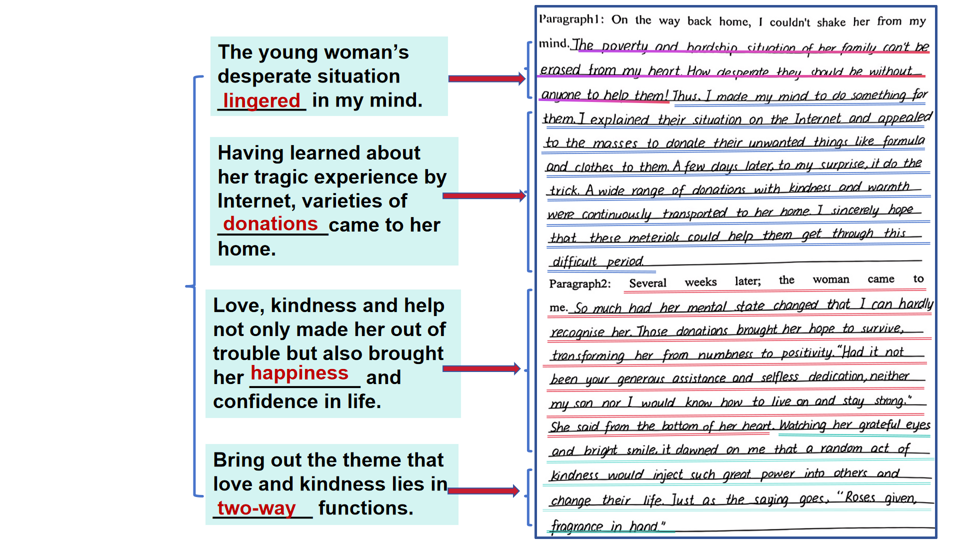 The young woman's
desperate situation
lingered in my mind.
Having learned about
her tragic experience by
Internet, varieties of
donations came to her
home.
Love, kindness and help
not only made her out of
trouble but also brought
her happiness and
confidence in life.
Bring out the theme that
love and kindness lies in
two-way functions.
Paragraph1: On the way back home, I couldn't shake her from my
mind. The poverty and hardship situation of her family can't be
erased from my heart. How desperate they should be without
anyone to help them! Thus, I made my mind to do something for
them. I explained their situation on the Internet and appealed
to the masses to donate their unwanted things like formula
and clothes to them. A few days later, to my surprise, it do the
trick. A wide range of donations with kindness and warmth
were continuously transported to her home. I sincerely hope
that these meterials could help them get through this
difficult period.
Paragraph2: Several weeks later; the woman came to
me. So much had her mental state changed that I can hardly
recognise her. Those donations brought her hope to survive,
transforming her from numbness to positivity. "Had it not
been your generous assistance and selfless dedication, neither
my son nor I would know how to live on and stay strong."
She said from the bottom of her heart. Watching her grateful eyes
and bright smile, it dawned on me that a random act of
kindness would inject such great power into others and
change their life. Just as the saying goes, "Roses given,
fragrance in hand."